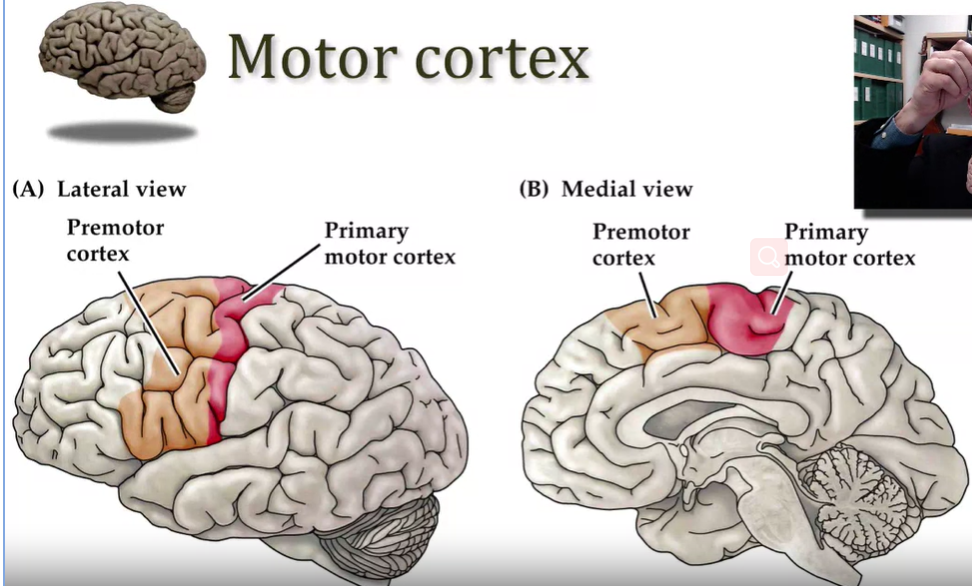 Motor cortex
(A) Lateral view
Premotor
cortex
Primary
motor cortex
(B) Medial view
Premotor
cortex
Primary
motor cortex